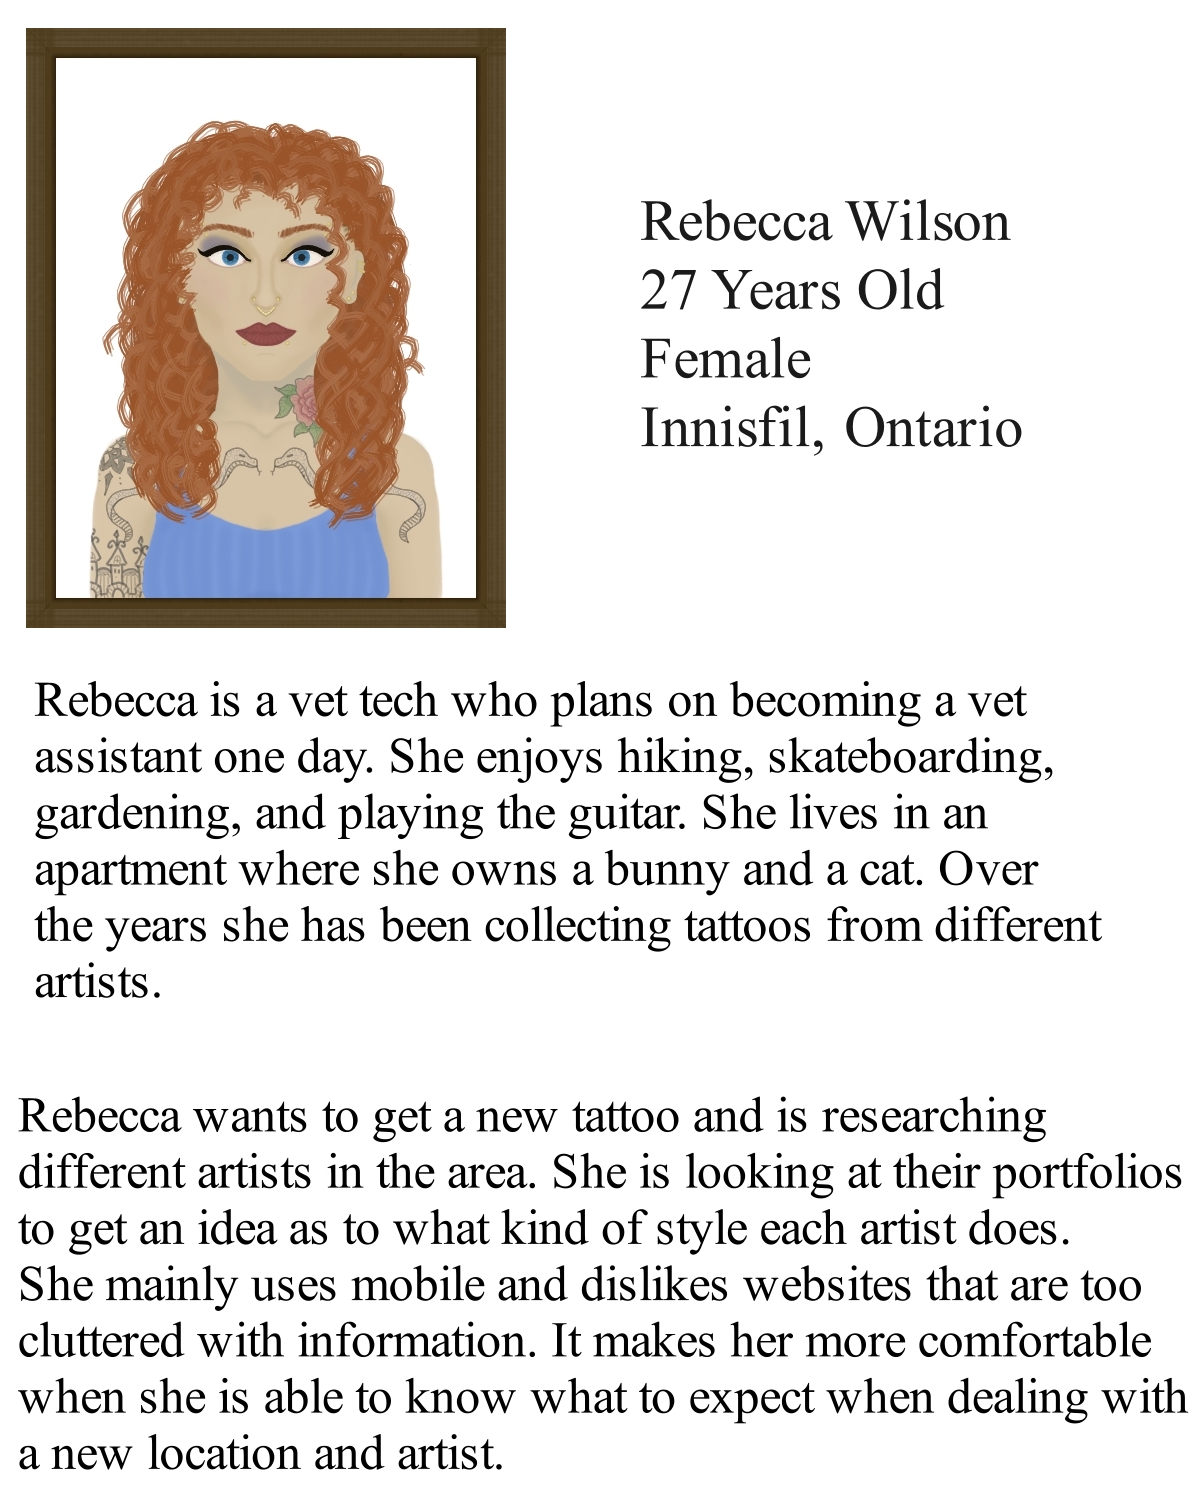 Rebecca Wilson
27 Years Old
Female
Innisfil, Ontario
Rebecca is a vet tech who plans on becoming a vet
assistant one day. She enjoys hiking, skateboarding,
gardening, and playing the guitar. She lives in an
apartment where she owns a bunny and a cat. Over
the years she has been collecting tattoos from different
artists.
Rebecca wants to get a new tattoo and is researching
different artists in the area. She is looking at their portfolios
to get an idea as to what kind of style each artist does.
She mainly uses mobile and dislikes websites that are too
cluttered with information. It makes her more comfortable
when she is able to know what to expect when dealing with
a new location and artist.